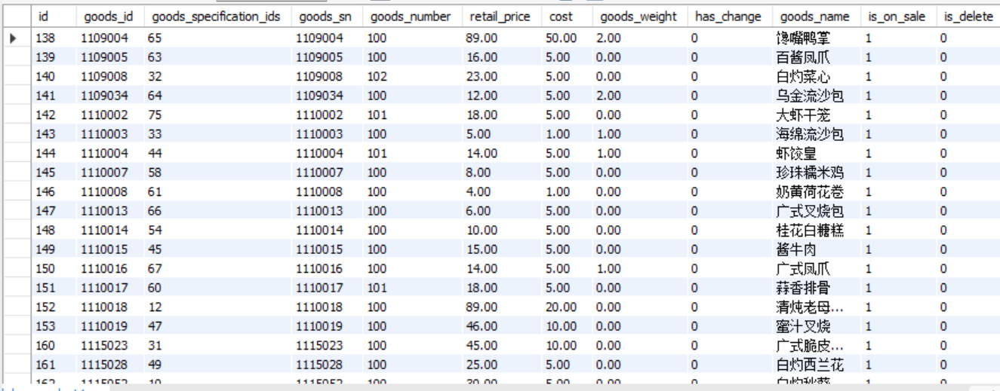 id goods_id goods_specification_ids goods_sn goods_number retail_price cost goods_weight has_change goods_name is_on_sale is_delete
138 1109004 65 1109004 100 89.00 50.00 2.00 0 馋嘴鸭掌 1 0
139 1109005 63 1109005 100 16.00 5.00 0.00 0 百酱凤爪 1 0
140 1109008 32 1109008 102 23.00 5.00 0.00 0 白灼菜心 1 0
141 1109034 64 1109034 100 12.00 5.00 2.00 0 乌金流沙包 1 0
142 1110002 75 1110002 101 18.00 5.00 0.00 0 大虾干笼 1 0
143 1110003 33 1110003 100 5.00 1.00 1.00 0 海绵流沙包 1 0
144 1110004 44 1110004 101 14.00 5.00 1.00 0 虾饺皇 1 0
145 1110007 58 1110007 100 8.00 5.00 0.00 0 珍珠糯米鸡 1 0
146 1110008 61 1110008 100 4.00 1.00 0.00 0 奶黄荷花卷 1 0
147 1110013 66 1110013 100 6.00 5.00 0.00 0 广式叉烧包 1 0
148 1110014 54 1110014 100 10.00 5.00 0.00 0 桂花白糖糕 1 0
149 1110015 45 1110015 100 15.00 5.00 0.00 0 酱牛肉 1 0
150 1110016 67 1110016 100 14.00 5.00 1.00 0 广式凤爪 1 0
151 1110017 60 1110017 101 18.00 5.00 0.00 0 蒜香排骨 1 0
152 1110018 12 1110018 100 89.00 20.00 0.00 0 清炖老母... 1 0
153 1110019 47 1110019 100 46.00 10.00 0.00 0 蜜汁叉烧 1 0
160 1115023 31 1115023 100 45.00 10.00 0.00 0 广式脆皮... 1 0
161 1115028 49 1115028 100 25.00 5.00 0.00 0 白灼西兰花 1 0